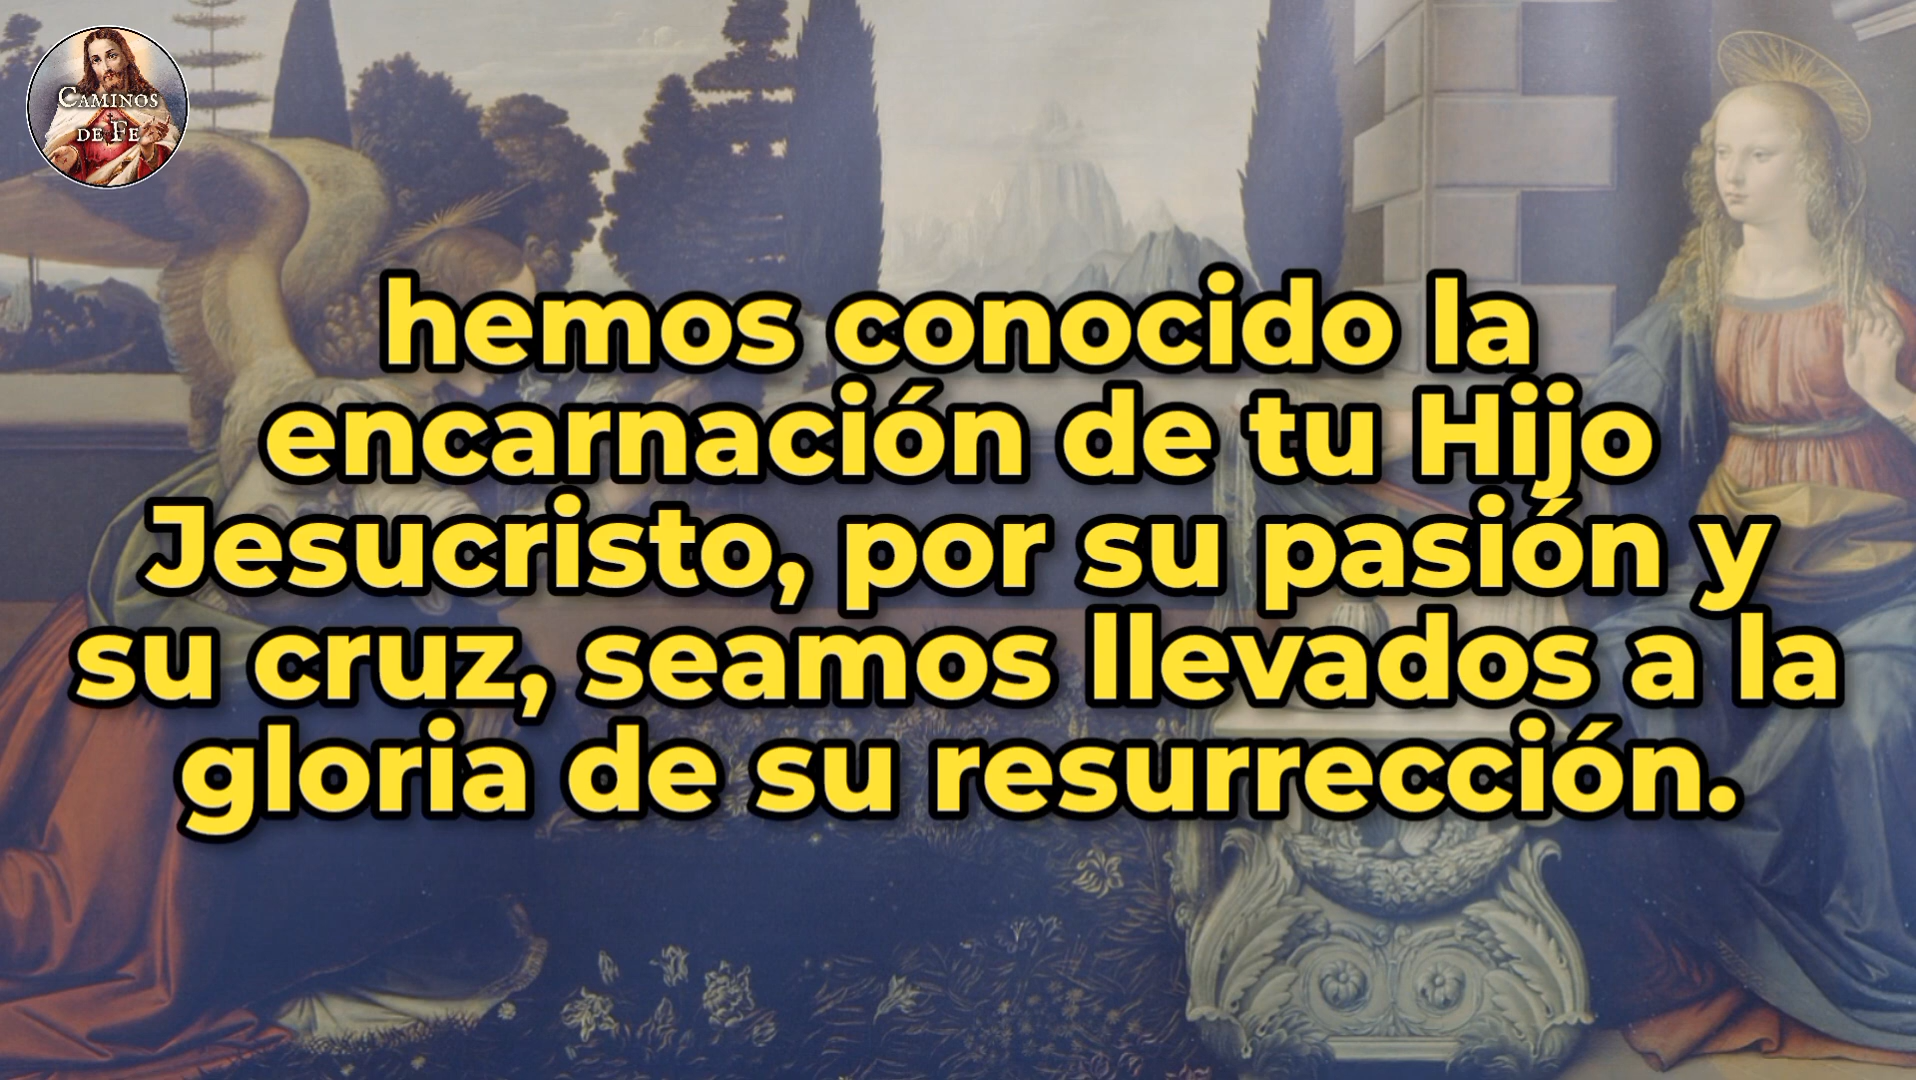 CAMINOS
DE FE
hemos conocido la
encarnación de tu Hijo
Jesucristo, por su pasión y
su cruz, seamos llevados a la
gloria de su resurrección.